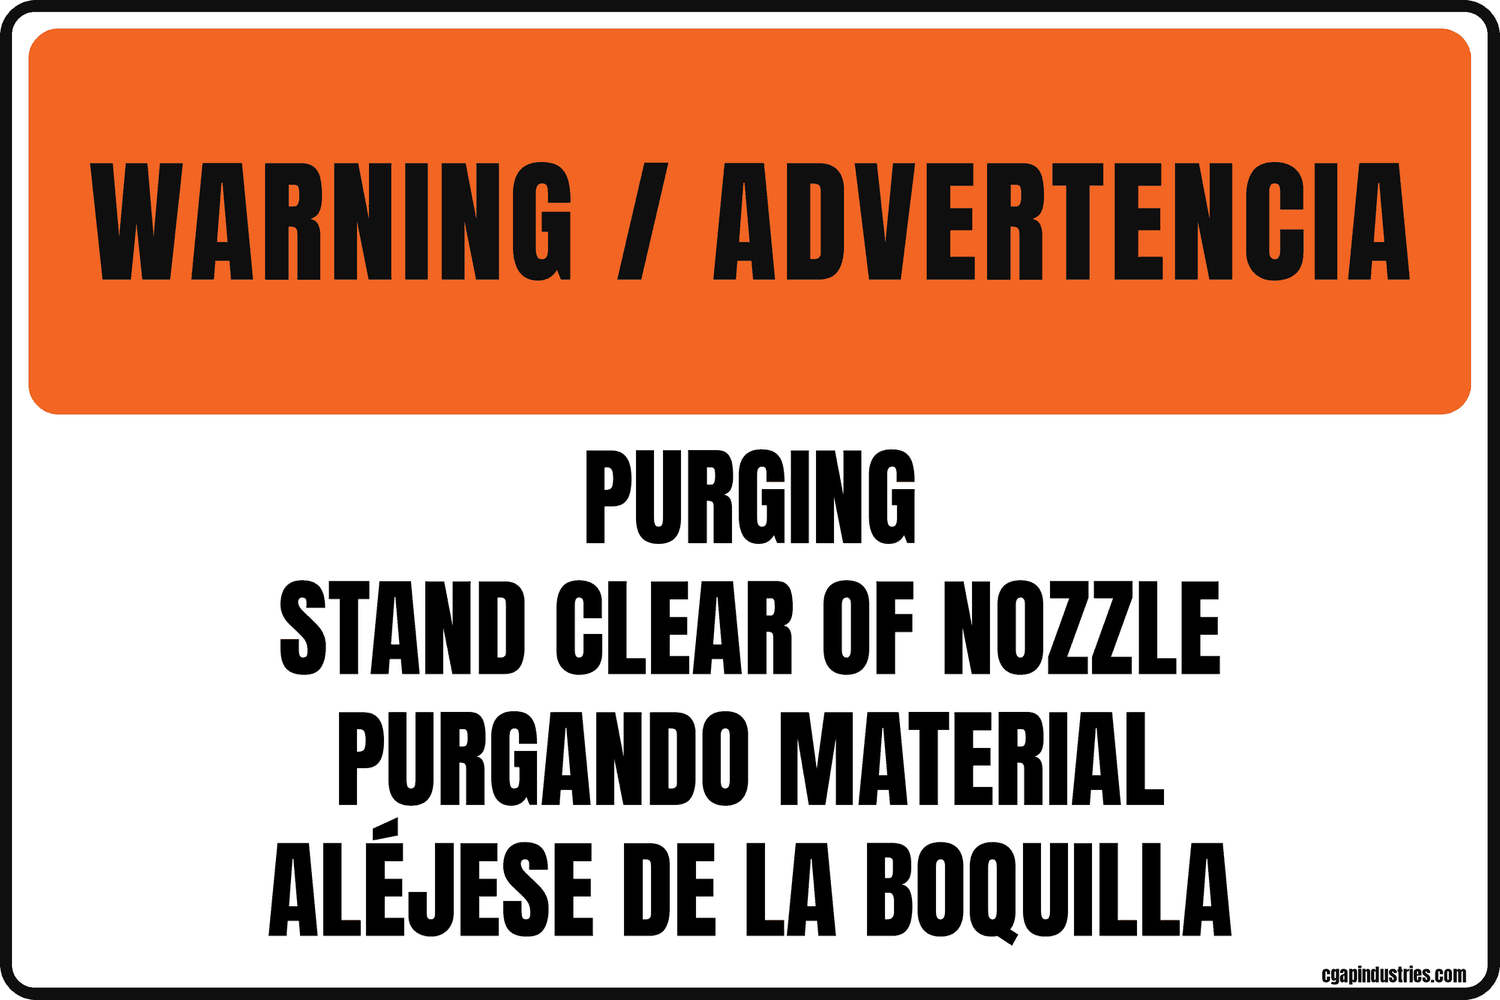 WARNING / ADVERTENCIA
PURGING
STAND CLEAR OF NOZZLE
PURGANDO MATERIAL
ALÉJESE DE LA BOQUILLA
cgapindustries.com